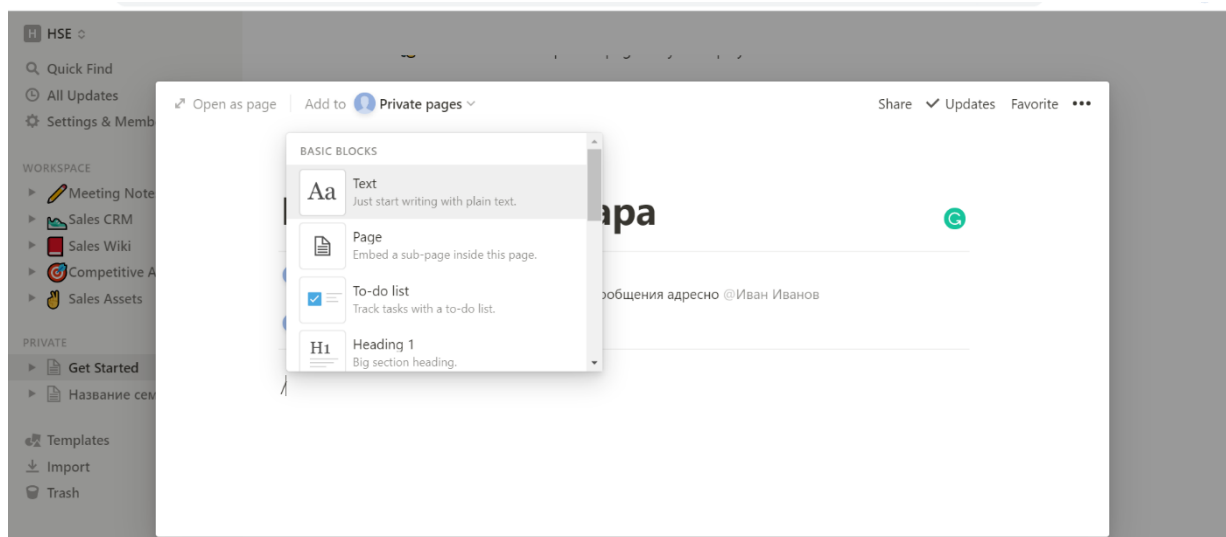 H HSE
Quick Find
All Updates
Settings & Memb
WORKSPACE
Meeting Note
Sales CRM
Sales Wiki
Competitive A
Sales Assets
PRIVATE
Get Started
Название сем
Templates
Import
Trash
Open as page
Add to Private pages
Share Updates Favorite •••
BASIC BLOCKS
Aa
Text
Just start writing with plain text.
Page
Embed a sub-page inside this page.
To-do list
Track tasks with a to-do list.
H1
Heading 1
Big section heading.
ара
общения адресно @Иван Иванов
/